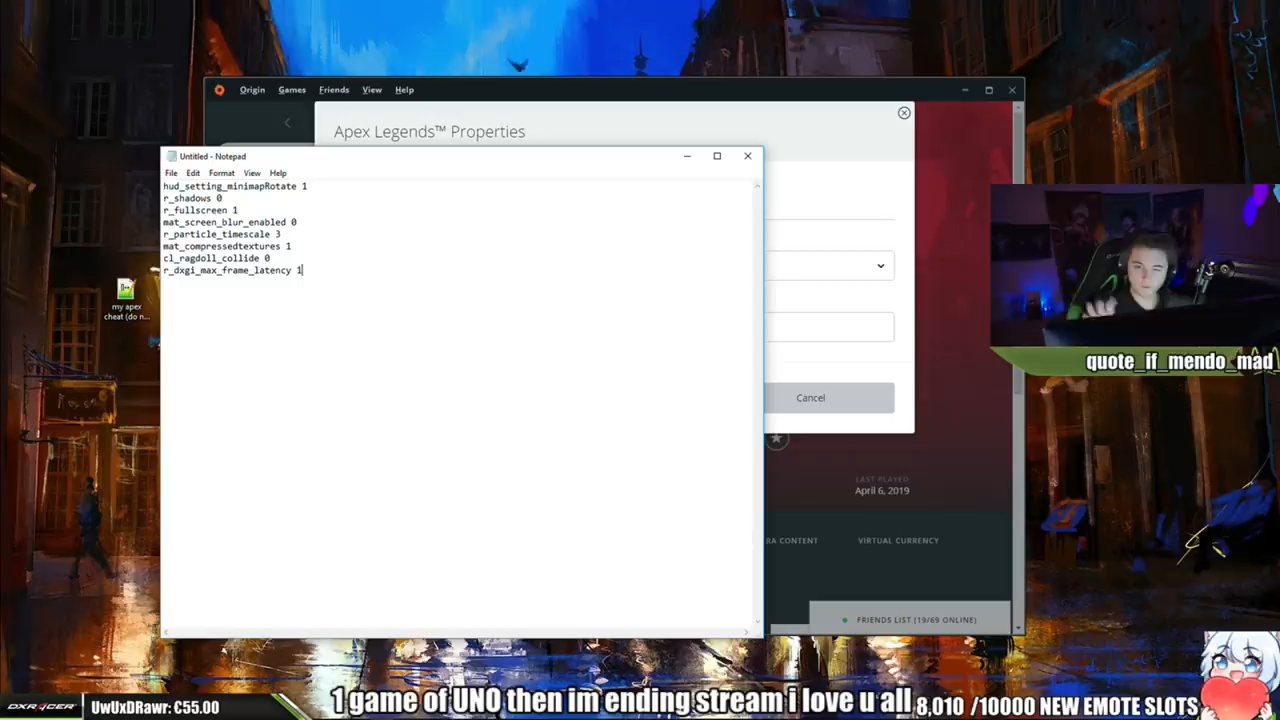 Origin Games Friends View Help
Apex Legends™ Properties
Untitled - Notepad
File Edit Format View Help
hud_setting_minimapRotate 1
r_shadows 0
r_fullscreen 1
mat_screen_blur_enabled 0
r_particle_timescale 3
mat_compressedtextures 1
cl_ragdoll_collide 0
r_dxgi_max_frame_latency 1
my apex
cheat (do n...
quote_if_mendo_mad
Cancel
LAST PLAYED
April 6, 2019
RA CONTENT VIRTUAL CURRENCY
FRIENDS LIST (19/69 ONLINE)
DXRACER
UwUxDRawr: €55.00
1 game of UNO then im ending stream i love u all
8,010 /10000 NEW EMOTE SLOTS